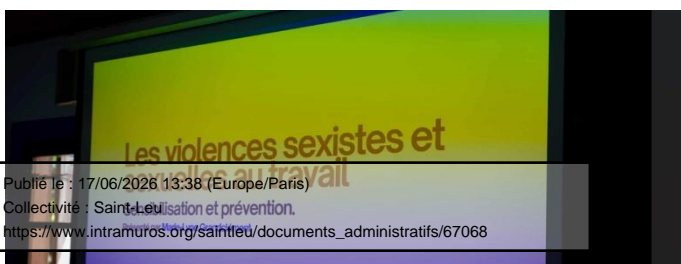 Les violences sexistes et
sexuelles au travail
Publié le : 17/06/2026 13:38 (Europe/Paris)
Collectivité : Saint-Leu
Sensibilisation et prévention.
https://www.intramuros.org/saintleu/documents_administratifs/67068